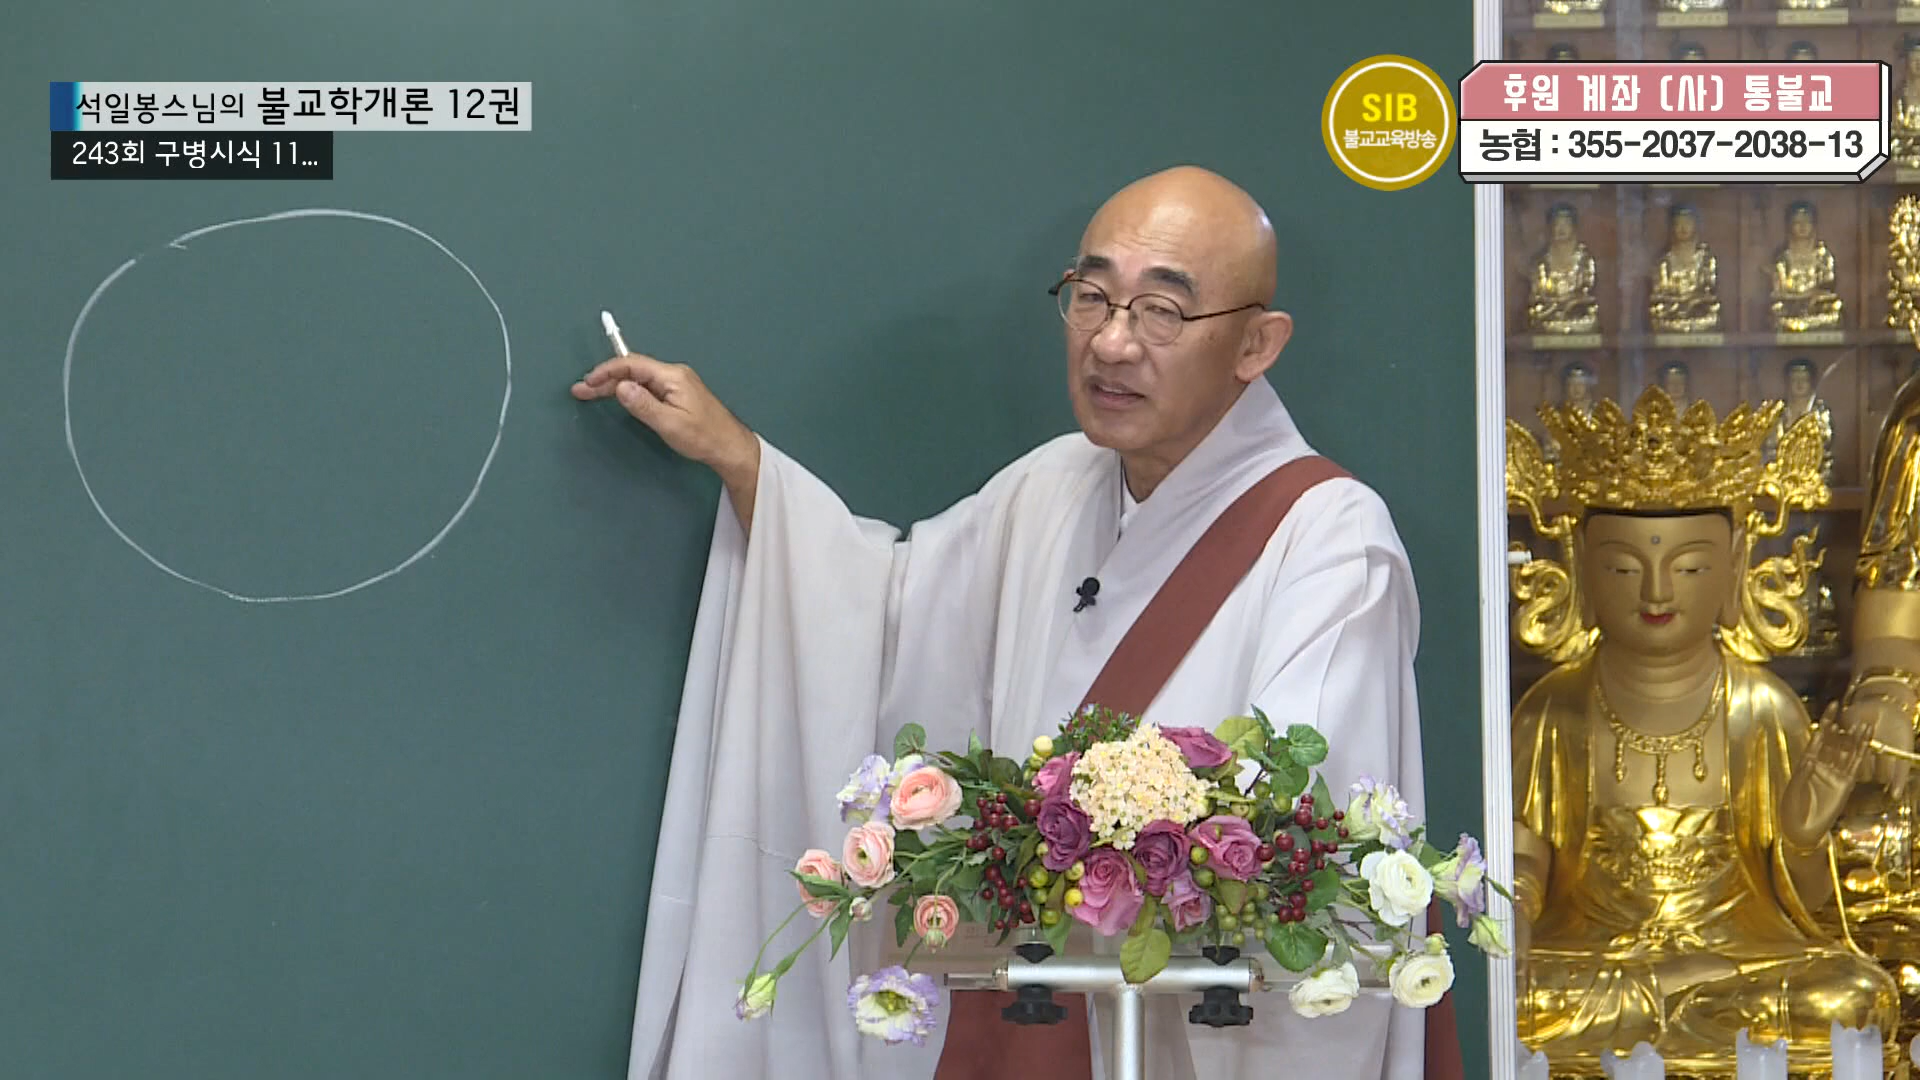 석일봉스님의 불교학개론 12권
243회 구병시식 11...
SIB
불교교육방송
후원 계좌 (사) 통불교
농협 : 355-2037-2038-13